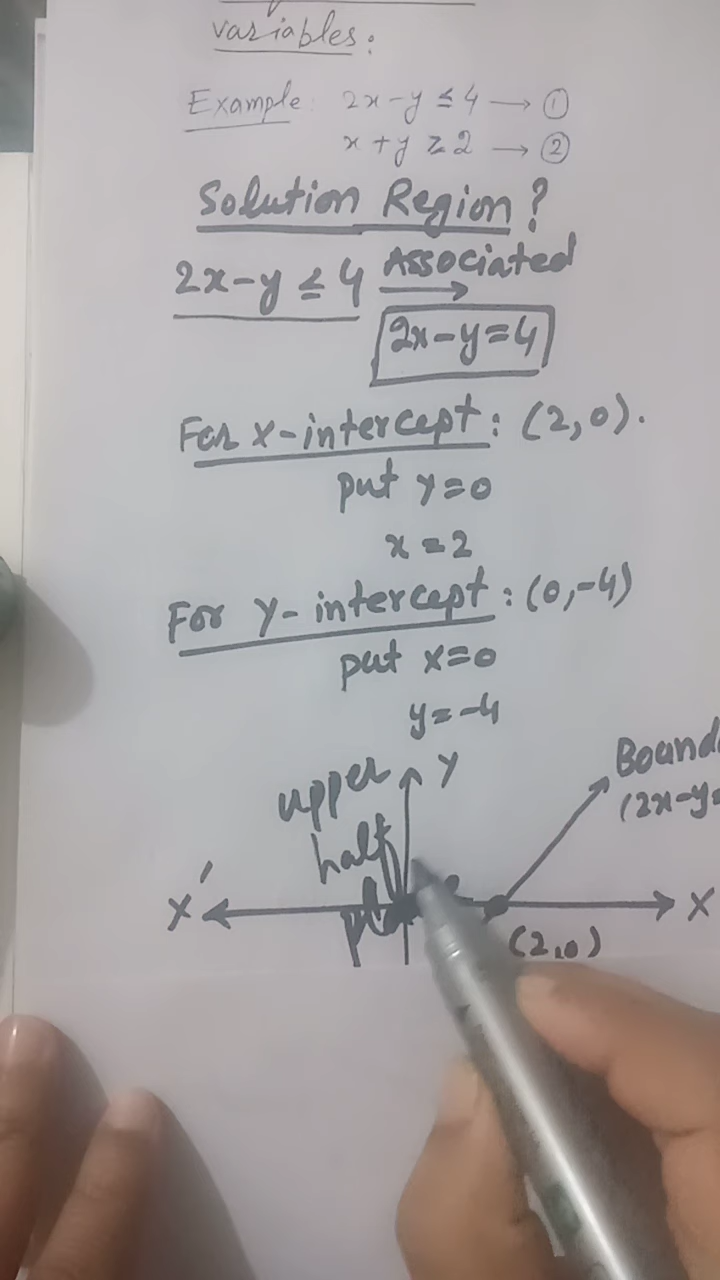 variables:
Example: 2x-y ≤ 4 → ①
x+y ≥ 2 → ②
Solution Region?
2x-y ≤ 4 Associated →
2x-y=4
For x-intercept: (2,0).
put y=0
x=2
For y-intercept: (0,-4)
put x=0
y=-4
upper
half
Y
(2x-y=
X'
X
(2,0)